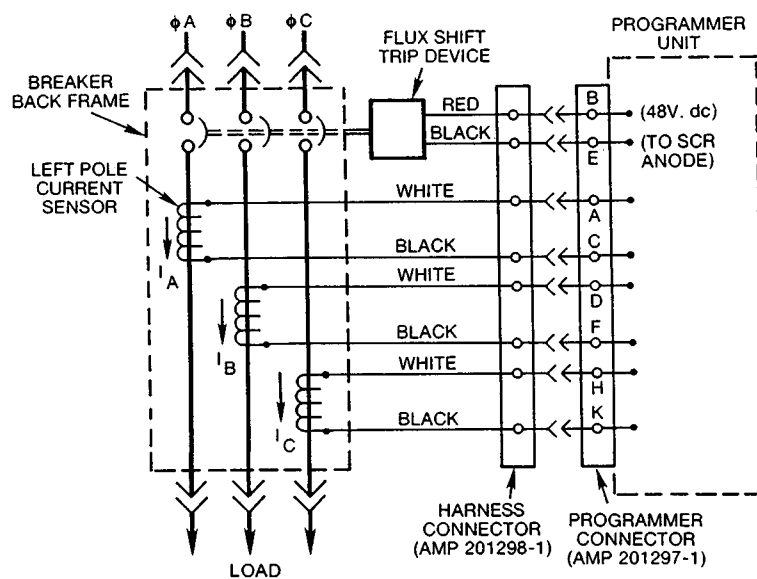 ϕA
ϕB
ϕC
FLUX SHIFT
TRIP DEVICE
PROGRAMMER
UNIT
BREAKER
BACK FRAME
RED
B
(48V. dc)
BLACK
E
(TO SCR
ANODE)
LEFT POLE
CURRENT
SENSOR
WHITE
A
BLACK
C
I A
WHITE
D
BLACK
F
I B
WHITE
H
BLACK
K
I C
HARNESS
CONNECTOR
(AMP 201298-1)
PROGRAMMER
CONNECTOR
(AMP 201297-1)
LOAD